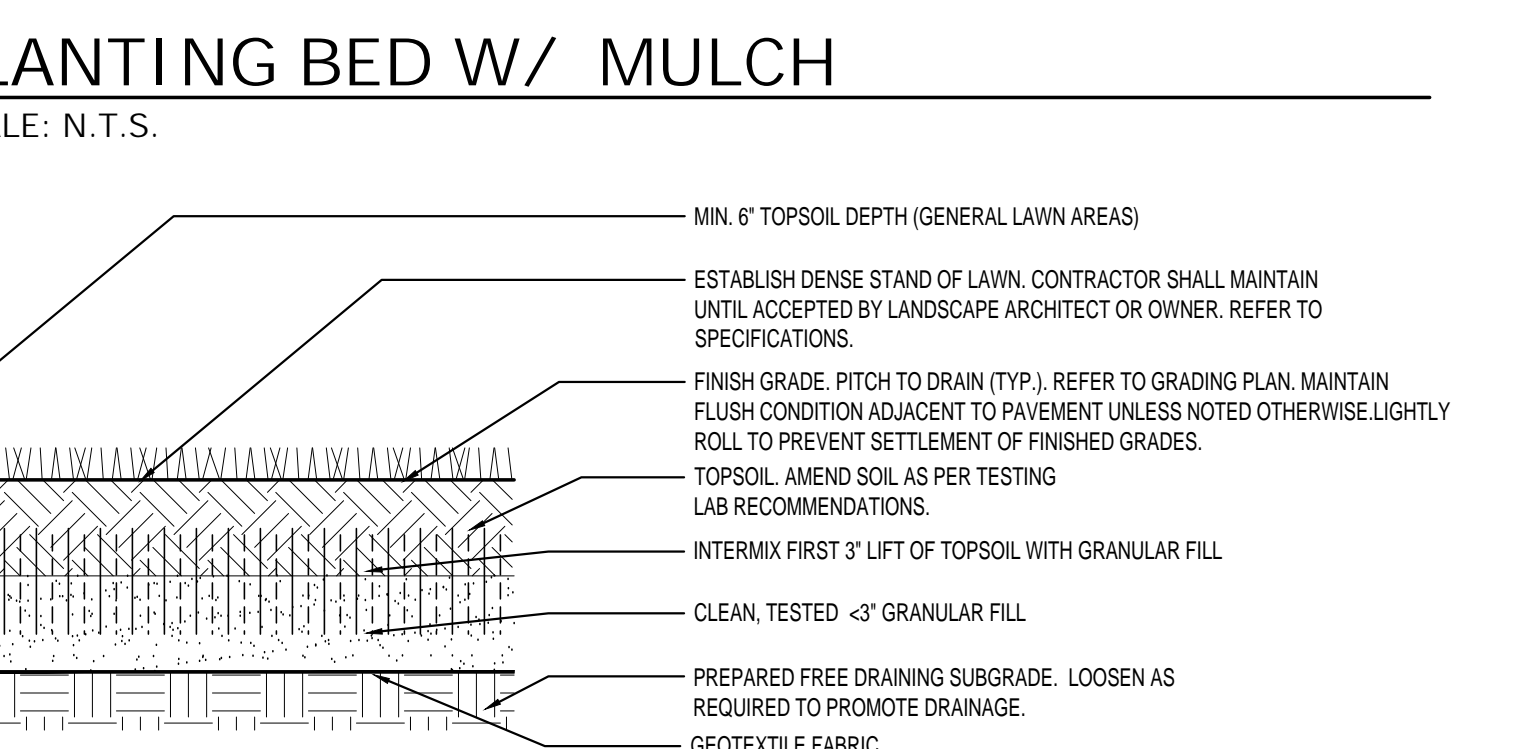 LANTING BED W/ MULCH
LE: N.T.S.
MIN. 6" TOPSOIL DEPTH (GENERAL LAWN AREAS)
ESTABLISH DENSE STAND OF LAWN. CONTRACTOR SHALL MAINTAIN
UNTIL ACCEPTED BY LANDSCAPE ARCHITECT OR OWNER. REFER TO
SPECIFICATIONS.
FINISH GRADE. PITCH TO DRAIN (TYP.). REFER TO GRADING PLAN. MAINTAIN
FLUSH CONDITION ADJACENT TO PAVEMENT UNLESS NOTED OTHERWISE.LIGHTLY
ROLL TO PREVENT SETTLEMENT OF FINISHED GRADES.
TOPSOIL. AMEND SOIL AS PER TESTING
LAB RECOMMENDATIONS.
INTERMIX FIRST 3" LIFT OF TOPSOIL WITH GRANULAR FILL
CLEAN, TESTED <3" GRANULAR FILL
PREPARED FREE DRAINING SUBGRADE. LOOSEN AS
REQUIRED TO PROMOTE DRAINAGE.
GEOTEXTILE FABRIC